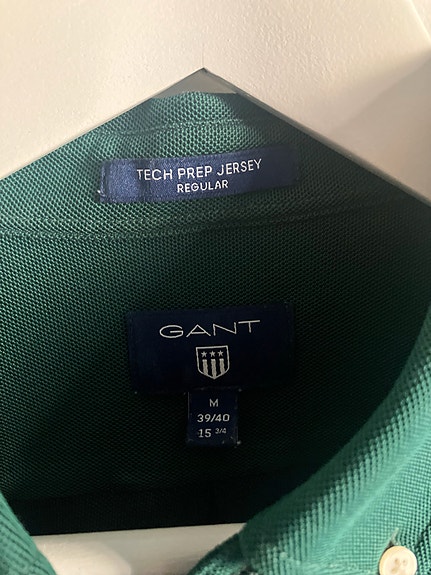 TECH PREP JERSEY
REGULAR
GANT
M
39/40
15 3/4